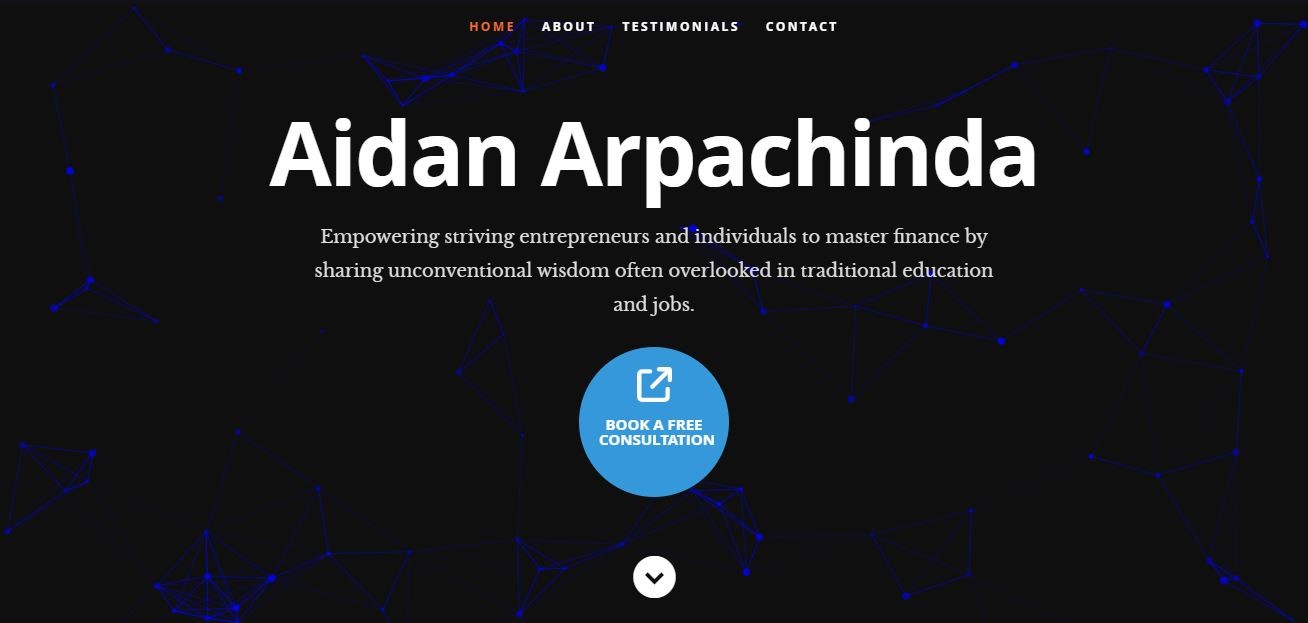 HOME ABOUT TESTIMONIALS CONTACT
Aidan Arpachinda
Empowering striving entrepreneurs and individuals to master finance by
sharing unconventional wisdom often overlooked in traditional education
and jobs.
BOOK A FREE
CONSULTATION